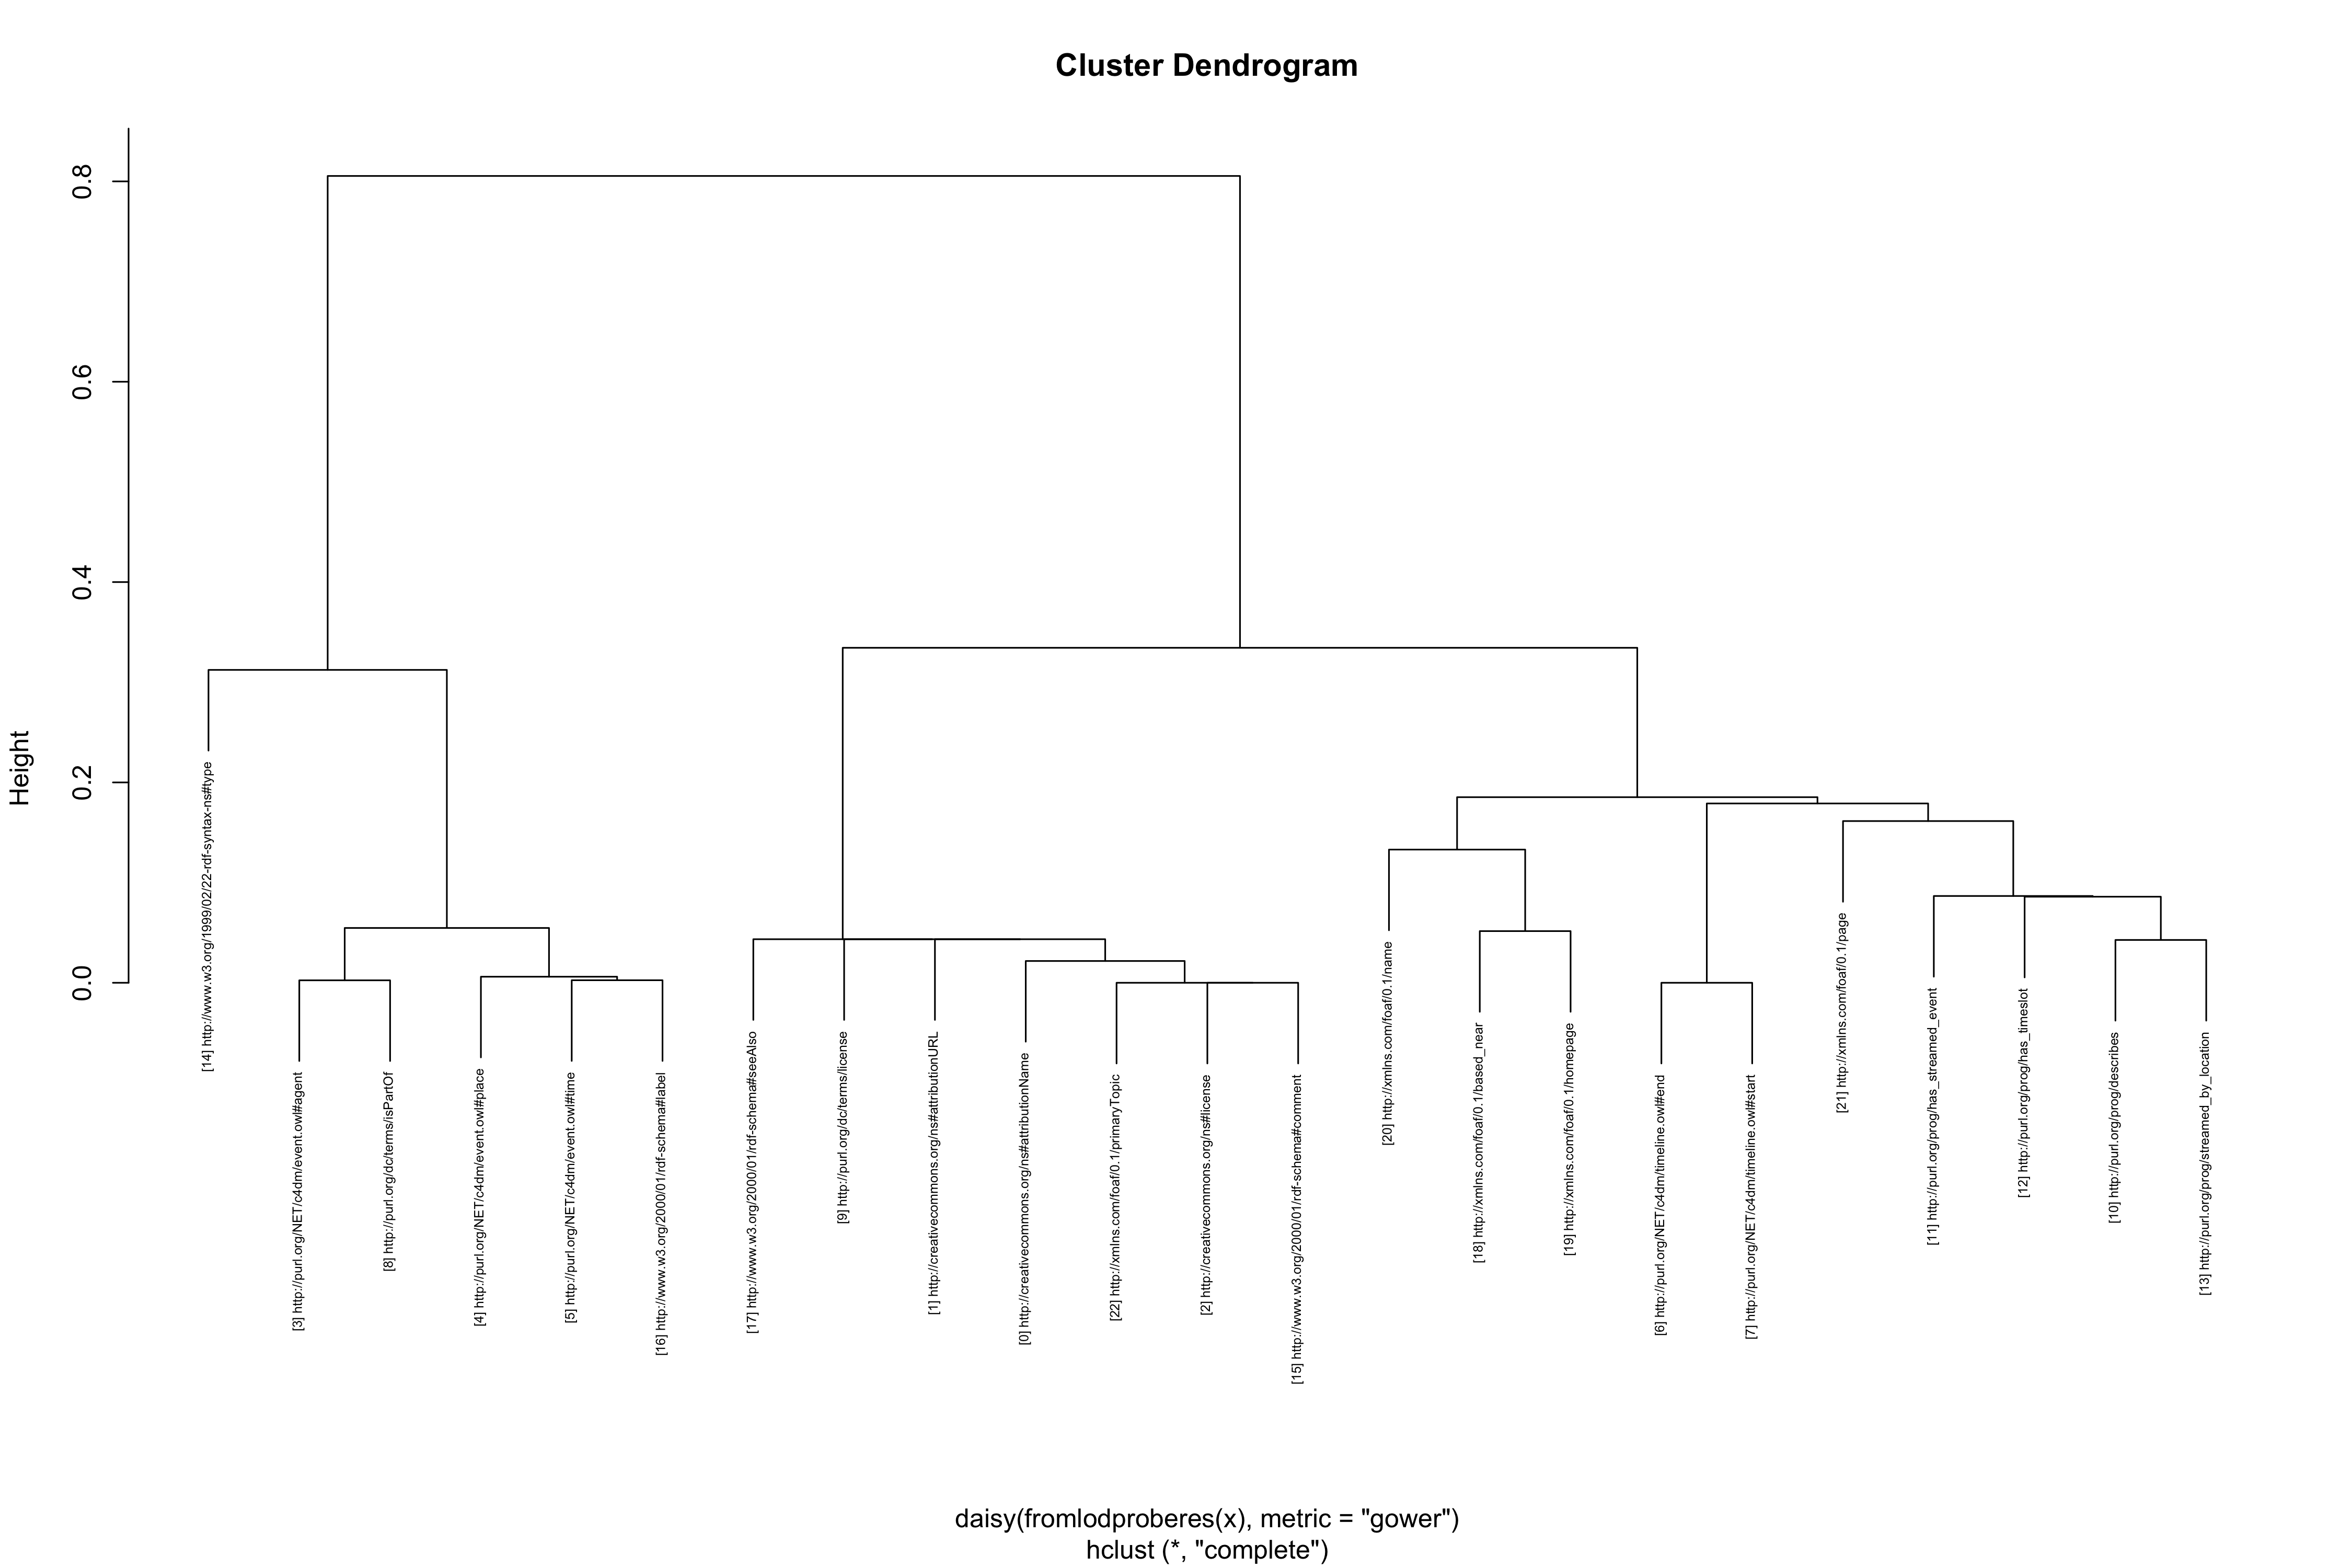 Cluster Dendrogram
Height
0.0
0.2
0.4
0.6
0.8
[14] http://www.w3.org/1999/02/22-rdf-syntax-ns#type
[3] http://purl.org/NET/c4dm/event.owl#agent
[8] http://purl.org/dc/terms/isPartOf
[4] http://purl.org/NET/c4dm/event.owl#place
[5] http://purl.org/NET/c4dm/event.owl#time
[16] http://www.w3.org/2000/01/rdf-schema#label
[17] http://www.w3.org/2000/01/rdf-schema#seeAlso
[9] http://purl.org/dc/terms/license
[1] http://creativecommons.org/ns#attributionURL
[0] http://creativecommons.org/ns#attributionName
[22] http://xmlns.com/foaf/0.1/primaryTopic
[2] http://creativecommons.org/ns#license
[15] http://www.w3.org/2000/01/rdf-schema#comment
[20] http://xmlns.com/foaf/0.1/name
[18] http://xmlns.com/foaf/0.1/based_near
[19] http://xmlns.com/foaf/0.1/homepage
[6] http://purl.org/NET/c4dm/timeline.owl#end
[7] http://purl.org/NET/c4dm/timeline.owl#start
[21] http://xmlns.com/foaf/0.1/page
[11] http://purl.org/prog/has_streamed_event
[12] http://purl.org/prog/has_timeslot
[10] http://purl.org/prog/describes
[13] http://purl.org/prog/streamed_by_location
daisy(fromlodproberes(x), metric = "gower")
hclust (*, "complete")